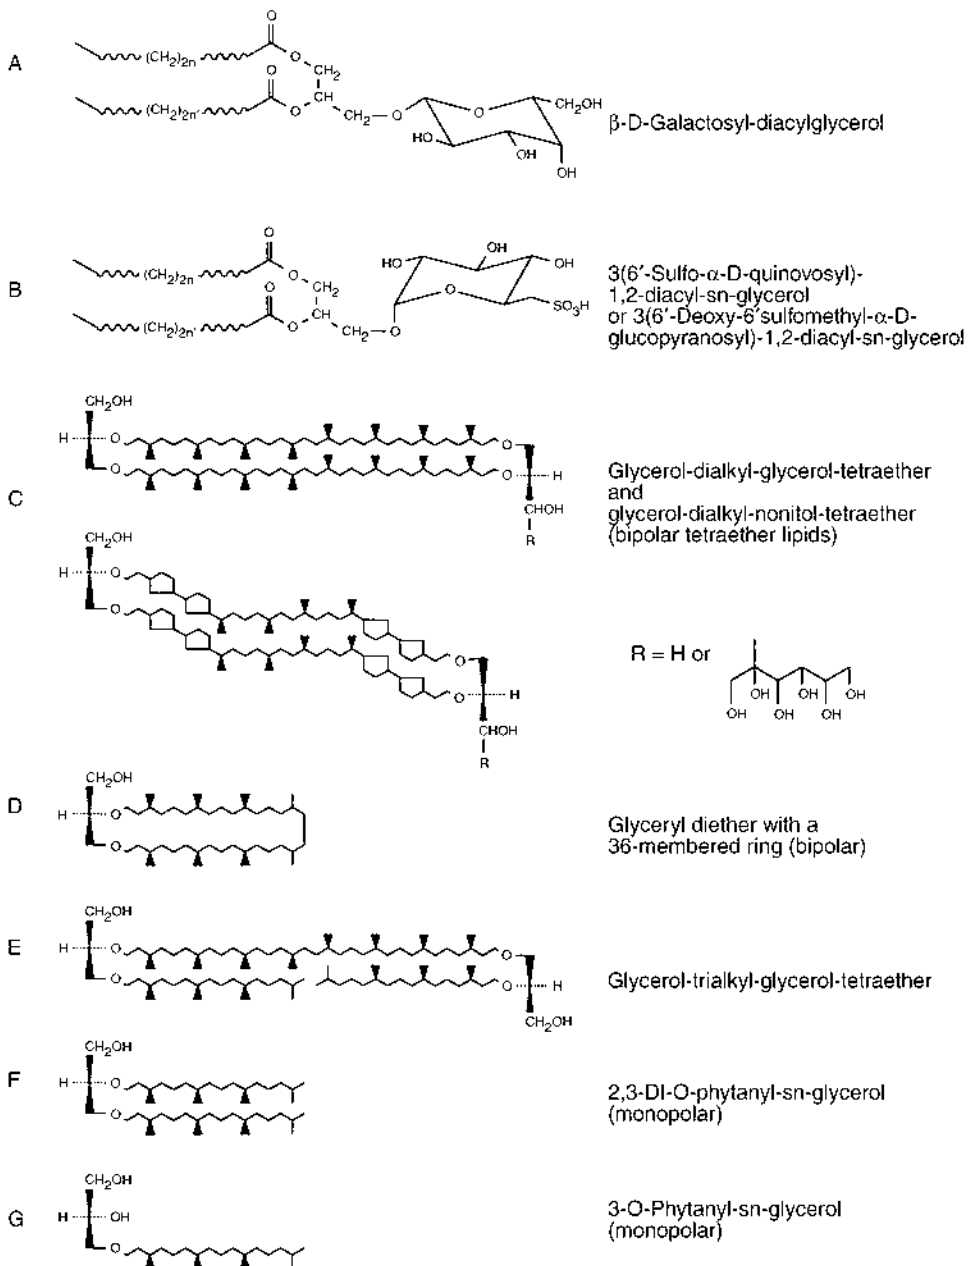 A
O
(CH₂)₂ₙ
O
CH₂
O
CH
(CH₂)₂ₙ'
O
CH₂
O
O
CH₂OH
HO
HO
OH
OH
β-D-Galactosyl-diacylglycerol
B
O
(CH₂)₂ₙ
O
CH₂
O
CH
(CH₂)₂ₙ'
O
CH₂
O
OH
HO
OH
O
SO₃H
3(6′-Sulfo-α-D-quinovosyl)-
1,2-diacyl-sn-glycerol
or 3(6′-Deoxy-6′sulfomethyl-α-D-
glucopyranosyl)-1,2-diacyl-sn-glycerol
C
CH₂OH
H
O
O
O
O
H
CHOH
R
Glycerol-dialkyl-glycerol-tetraether
and
glycerol-dialkyl-nonitol-tetraether
(bipolar tetraether lipids)
CH₂OH
H
O
O
O
O
H
CHOH
R
R = H or
OH
OH
OH
OH
OH
OH
D
CH₂OH
H
O
O
Glyceryl diether with a
36-membered ring (bipolar)
E
CH₂OH
H
O
O
O
O
H
CH₂OH
Glycerol-trialkyl-glycerol-tetraether
F
CH₂OH
H
O
O
2,3-DI-O-phytanyl-sn-glycerol
(monopolar)
G
CH₂OH
H
OH
O
3-O-Phytanyl-sn-glycerol
(monopolar)